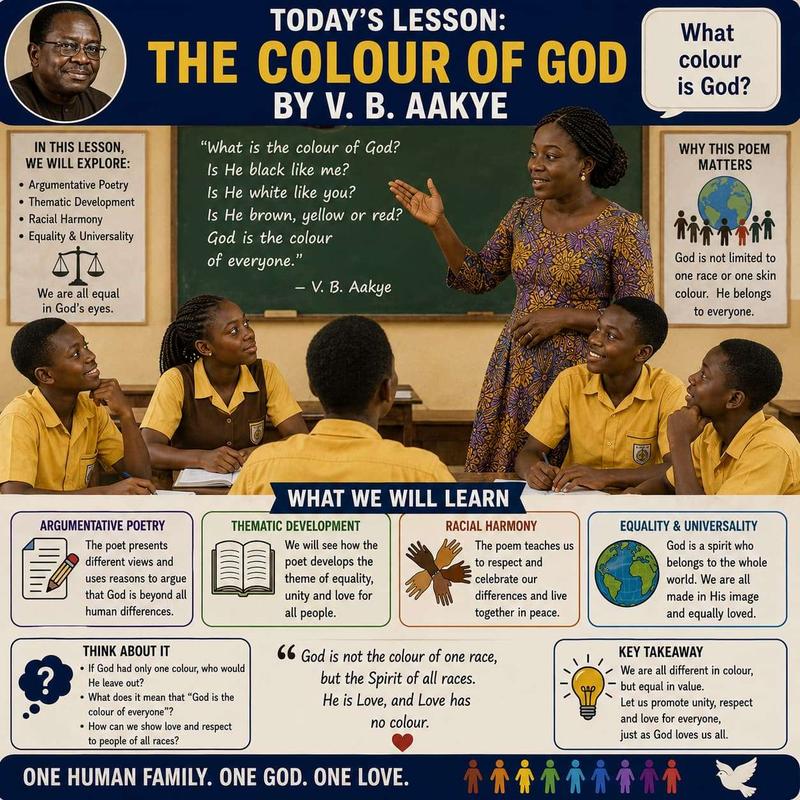 TODAY'S LESSON:
THE COLOUR OF GOD
BY V. B. AAKYE
What
colour
is God?
IN THIS LESSON,
WE WILL EXPLORE:
• Argumentative Poetry
• Thematic Development
• Racial Harmony
• Equality & Universality
We are all equal
in God's eyes.
"What is the colour of God?
Is He black like me?
Is He white like you?
Is He brown, yellow or red?
God is the colour
of everyone."
– V. B. Aakye
WHY THIS POEM
MATTERS
God is not limited to
one race or one skin
colour. He belongs
to everyone.
WHAT WE WILL LEARN
ARGUMENTATIVE POETRY
The poet presents
different views and
uses reasons to argue
that God is beyond all
human differences.
THEMATIC DEVELOPMENT
We will see how the
poet develops the
theme of equality,
unity and love for
all people.
RACIAL HARMONY
The poem teaches us
to respect and
celebrate our
differences and live
together in peace.
EQUALITY & UNIVERSALITY
God is a spirit who
belongs to the whole
world. We are all
made in His image
and equally loved.
THINK ABOUT IT
?
• If God had only one colour, who would
He leave out?
• What does it mean that "God is the
colour of everyone"?
• How can we show love and respect
to people of all races?
"God is not the colour of one race,
but the Spirit of all races.
He is Love, and Love has
no colour.
KEY TAKEAWAY
We are all different in colour,
but equal in value.
Let us promote unity, respect
and love for everyone,
just as God loves us all.
ONE HUMAN FAMILY. ONE GOD. ONE LOVE.